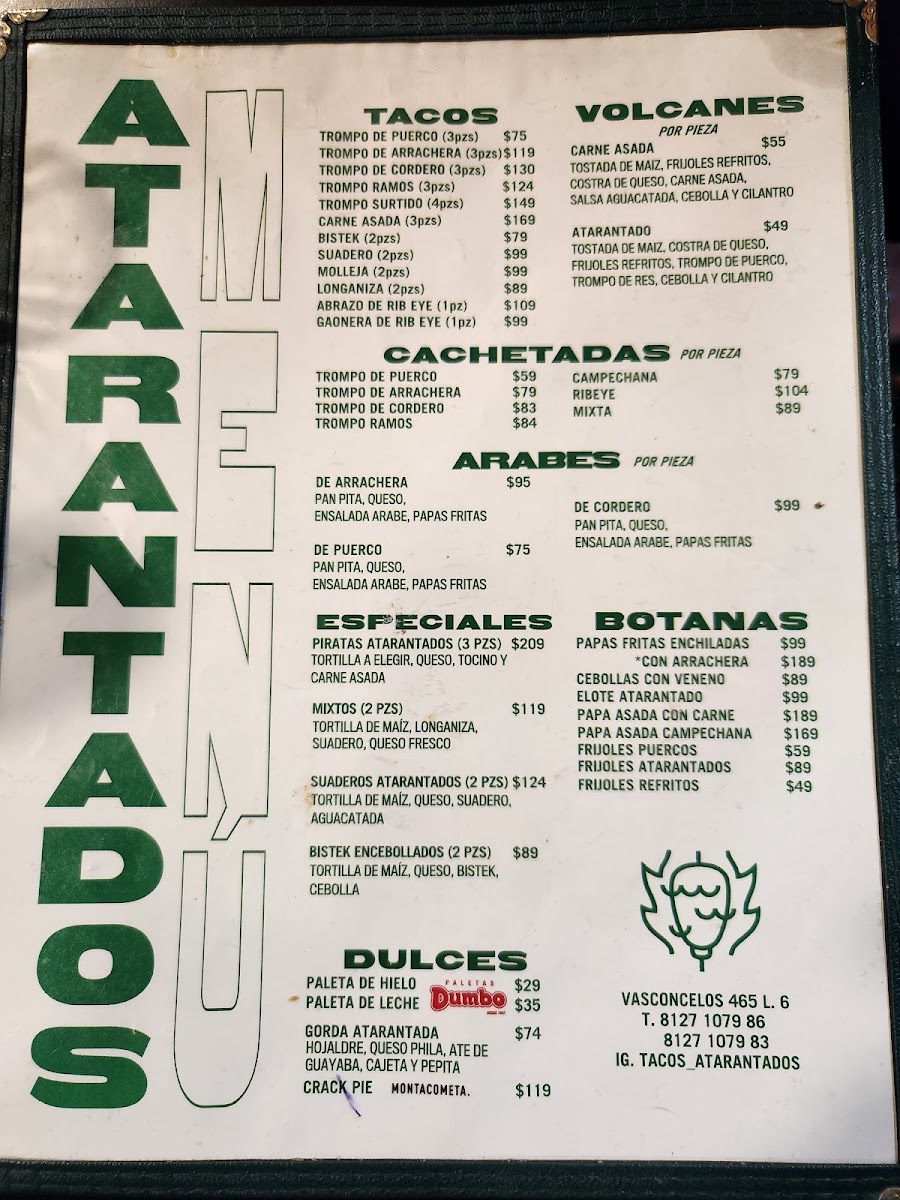 ATARANTADOS
MENÚ
TACOS
TROMPO DE PUERCO (3pzs) $75
TROMPO DE ARRACHERA (3pzs) $119
TROMPO DE CORDERO (3pzs) $130
TROMPO RAMOS (3pzs) $124
TROMPO SURTIDO (4pzs) $149
CARNE ASADA (3pzs) $169
BISTEK (2pzs) $79
SUADERO (2pzs) $99
MOLLEJA (2pzs) $99
LONGANIZA (2pzs) $89
ABRAZO DE RIB EYE (1pz) $109
GAONERA DE RIB EYE (1pz) $99
VOLCANES
POR PIEZA
CARNE ASADA $55
TOSTADA DE MAIZ, FRIJOLES REFRITOS,
COSTRA DE QUESO, CARNE ASADA,
SALSA AGUACATADA, CEBOLLA Y CILANTRO
ATARANTADO $49
TOSTADA DE MAIZ, COSTRA DE QUESO,
FRIJOLES REFRITOS, TROMPO DE PUERCO,
TROMPO DE RES, CEBOLLA Y CILANTRO
CACHETADAS POR PIEZA
TROMPO DE PUERCO $59
TROMPO DE ARRACHERA $79
TROMPO DE CORDERO $83
TROMPO RAMOS $84
CAMPECHANA $79
RIBEYE $104
MIXTA $89
ARABES POR PIEZA
DE ARRACHERA $95
PAN PITA, QUESO,
ENSALADA ARABE, PAPAS FRITAS
DE PUERCO $75
PAN PITA, QUESO,
ENSALADA ARABE, PAPAS FRITAS
DE CORDERO $99
PAN PITA, QUESO,
ENSALADA ARABE, PAPAS FRITAS
ESPECIALES
PIRATAS ATARANTADOS (3 PZS) $209
TORTILLA A ELEGIR, QUESO, TOCINO Y
CARNE ASADA
MIXTOS (2 PZS) $119
TORTILLA DE MAÍZ, LONGANIZA,
SUADERO, QUESO FRESCO
SUADEROS ATARANTADOS (2 PZS) $124
TORTILLA DE MAÍZ, QUESO, SUADERO,
AGUACATADA
BISTEK ENCEBOLLADOS (2 PZS) $89
TORTILLA DE MAÍZ, QUESO, BISTEK,
CEBOLLA
BOTANAS
PAPAS FRITAS ENCHILADAS $99
*CON ARRACHERA $189
CEBOLLAS CON VENENO $89
ELOTE ATARANTADO $99
PAPA ASADA CON CARNE $189
PAPA ASADA CAMPECHANA $169
FRIJOLES PUERCOS $59
FRIJOLES ATARANTADOS $89
FRIJOLES REFRITOS $49
DULCES
PALETA DE HIELO $29
PALETA DE LECHE $35
PALETAS
Dumbo
DESDE 1967
GORDA ATARANTADA $74
HOJALDRE, QUESO PHILA, ATE DE
GUAYABA, CAJETA Y PEPITA
CRACK PIE MONTACOMETA. $119
VASCONCELOS 465 L. 6
T. 8127 1079 86
8127 1079 83
IG. TACOS_ATARANTADOS